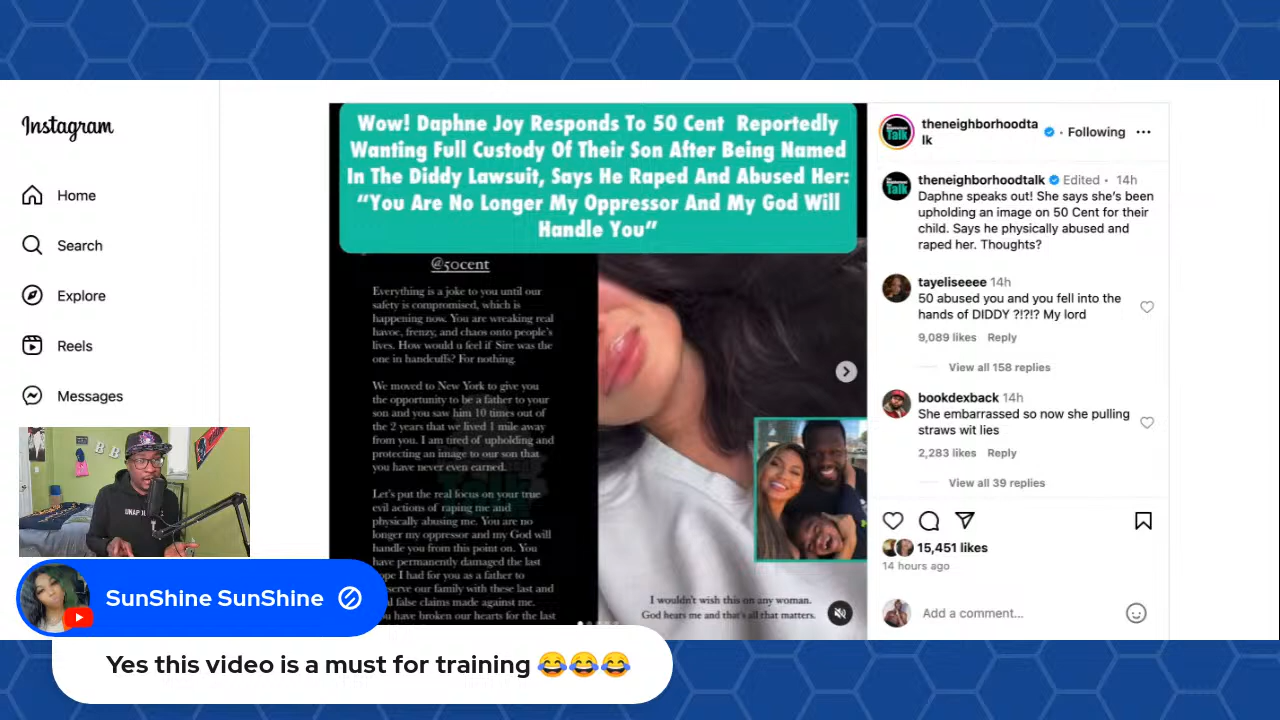 Instagram
Home
Search
Explore
Reels
Messages
Wow! Daphne Joy Responds To 50 Cent Reportedly
Wanting Full Custody Of Their Son After Being Named
In The Diddy Lawsuit, Says He Raped And Abused Her:
"You Are No Longer My Oppressor And My God Will
Handle You"
@50cent
Everything is a joke to you until our
safety is compromised, which is
happening now. You are wreaking real
havoc, frenzy, and chaos onto people's
lives. How would u feel if Sire was the
one in handcuffs? For nothing.
We moved to New York to give you
the opportunity to be a father to your
son and you saw him 10 times out of
the 2 years that we lived 1 mile away
from you. I am tired of upholding and
protecting an image to our son that
you have never even earned.
Let's put the real focus on your true
evil actions of raping me and
physically abusing me. You are no
longer my oppressor and my God will
handle you from this point on. You
have permanently damaged the last
I had for you as a father to
our family with these last and
false claims made against me.
have broken our hearts for the last
I wouldn't wish this on any woman.
God hears me and that's all that matters.
theneighborhoodta
lk
• Following
Talk
theneighborhoodtalk Edited • 14h
Daphne speaks out! She says she's been
upholding an image on 50 Cent for their
child. Says he physically abused and
raped her. Thoughts?
tayeliseeee 14h
50 abused you and you fell into the
hands of DIDDY ?!?!? My lord
9,089 likes Reply
View all 158 replies
bookdexback 14h
She embarrassed so now she pulling
straws wit lies
2,283 likes Reply
View all 39 replies
15,451 likes
14 hours ago
Add a comment...
SunShine SunShine
Yes this video is a must for training 😂😂😂